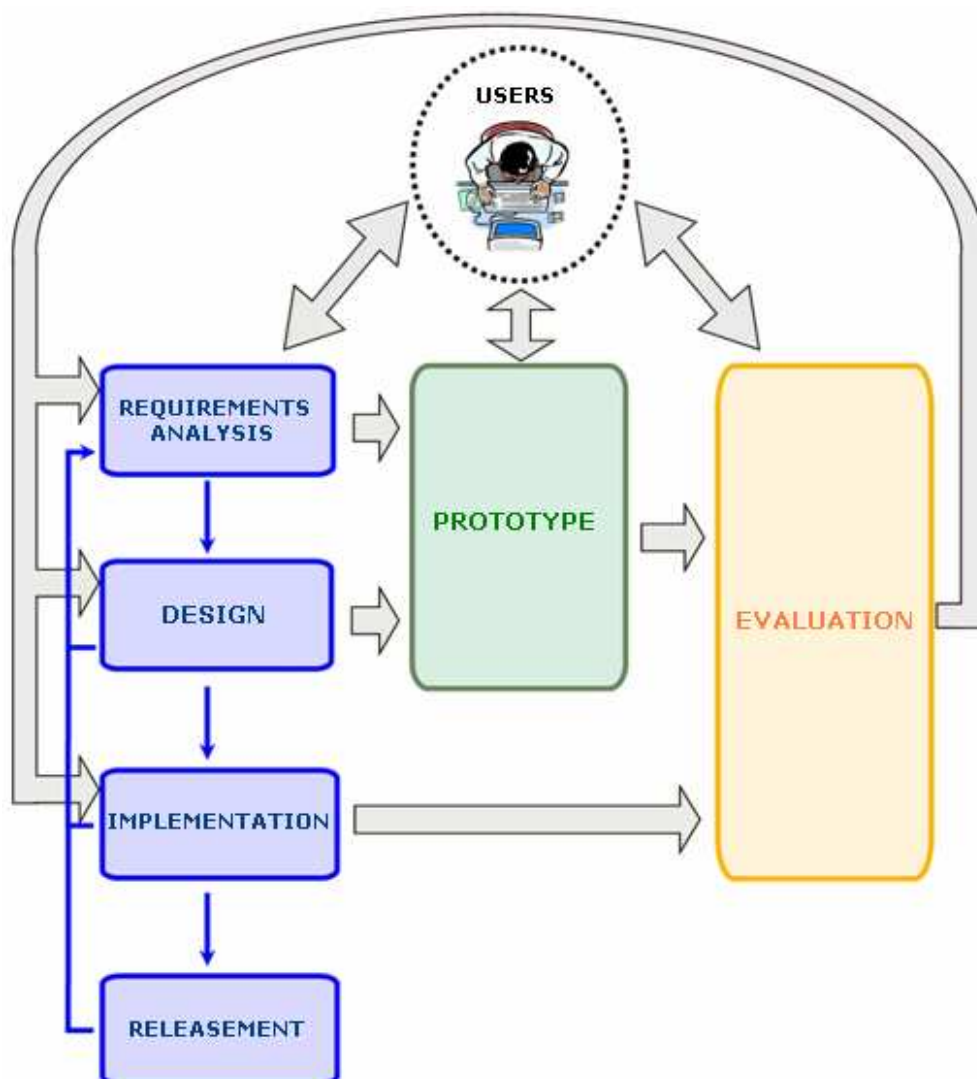 USERS
REQUIREMENTS
ANALYSIS
PROTOTYPE
DESIGN
EVALUATION
IMPLEMENTATION
RELEASEMENT